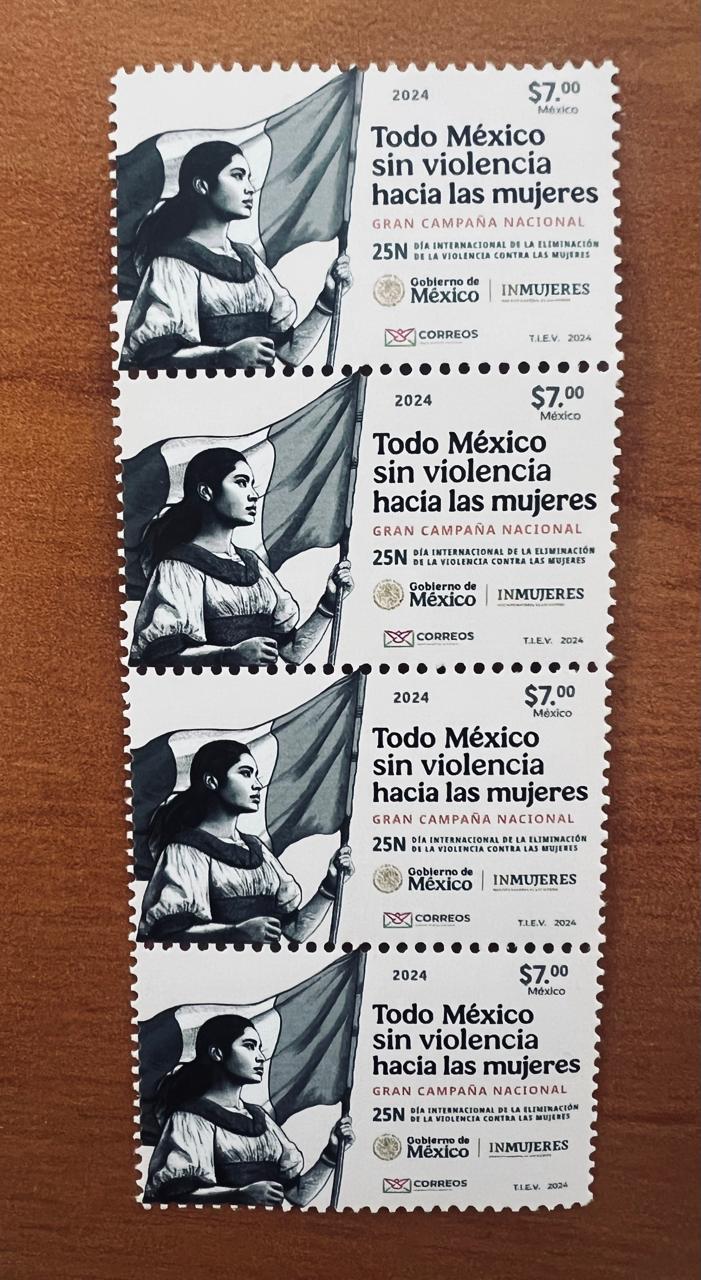 2024 $7.00
México
Todo México
sin violencia
hacia las mujeres
GRAN CAMPAÑA NACIONAL
25N DÍA INTERNACIONAL DE LA ELIMINACIÓN
DE LA VIOLENCIA CONTRA LAS MUJERES
Gobierno de
México | INMUJERES
CORREOS T.I.E.V. 2024
2024 $7.00
México
Todo México
sin violencia
hacia las mujeres
GRAN CAMPAÑA NACIONAL
25N DÍA INTERNACIONAL DE LA ELIMINACIÓN
DE LA VIOLENCIA CONTRA LAS MUJERES
Gobierno de
México | INMUJERES
CORREOS T.I.E.V. 2024
2024 $7.00
México
Todo México
sin violencia
hacia las mujeres
GRAN CAMPAÑA NACIONAL
25N DÍA INTERNACIONAL DE LA ELIMINACIÓN
DE LA VIOLENCIA CONTRA LAS MUJERES
Gobierno de
México | INMUJERES
CORREOS T.I.E.V. 2024
2024 $7.00
México
Todo México
sin violencia
hacia las mujeres
GRAN CAMPAÑA NACIONAL
25N DÍA INTERNACIONAL DE LA ELIMINACIÓN
DE LA VIOLENCIA CONTRA LAS MUJERES
Gobierno de
México | INMUJERES
CORREOS T.I.E.V. 2024